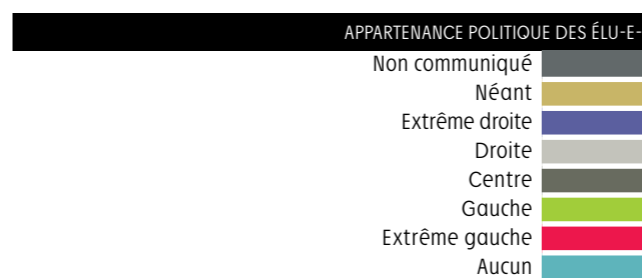 APPARTENANCE POLITIQUE DES ÉLU-E-
Non communiqué
Néant
Extrême droite
Droite
Centre
Gauche
Extrême gauche
Aucun